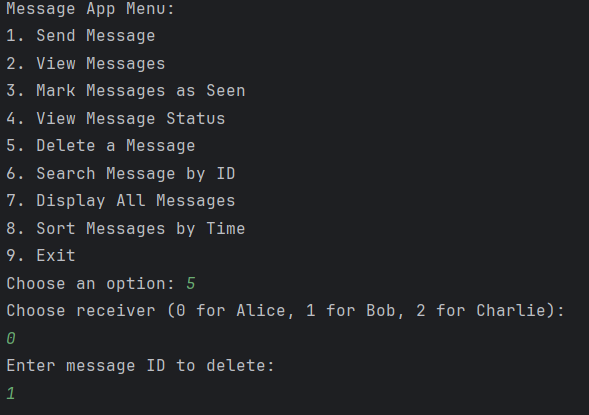 Message App Menu:
1. Send Message
2. View Messages
3. Mark Messages as Seen
4. View Message Status
5. Delete a Message
6. Search Message by ID
7. Display All Messages
8. Sort Messages by Time
9. Exit
Choose an option: 5
Choose receiver (0 for Alice, 1 for Bob, 2 for Charlie):
0
Enter message ID to delete:
1